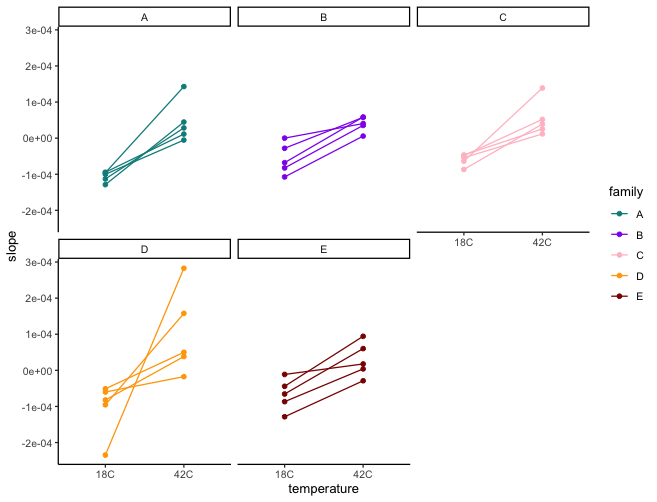 A B C
3e-04
2e-04
1e-04
0e+00
-1e-04
-2e-04
18C 42C
family
A
B
C
D
E
slope
D E
3e-04
2e-04
1e-04
0e+00
-1e-04
-2e-04
18C 42C 18C 42C
temperature